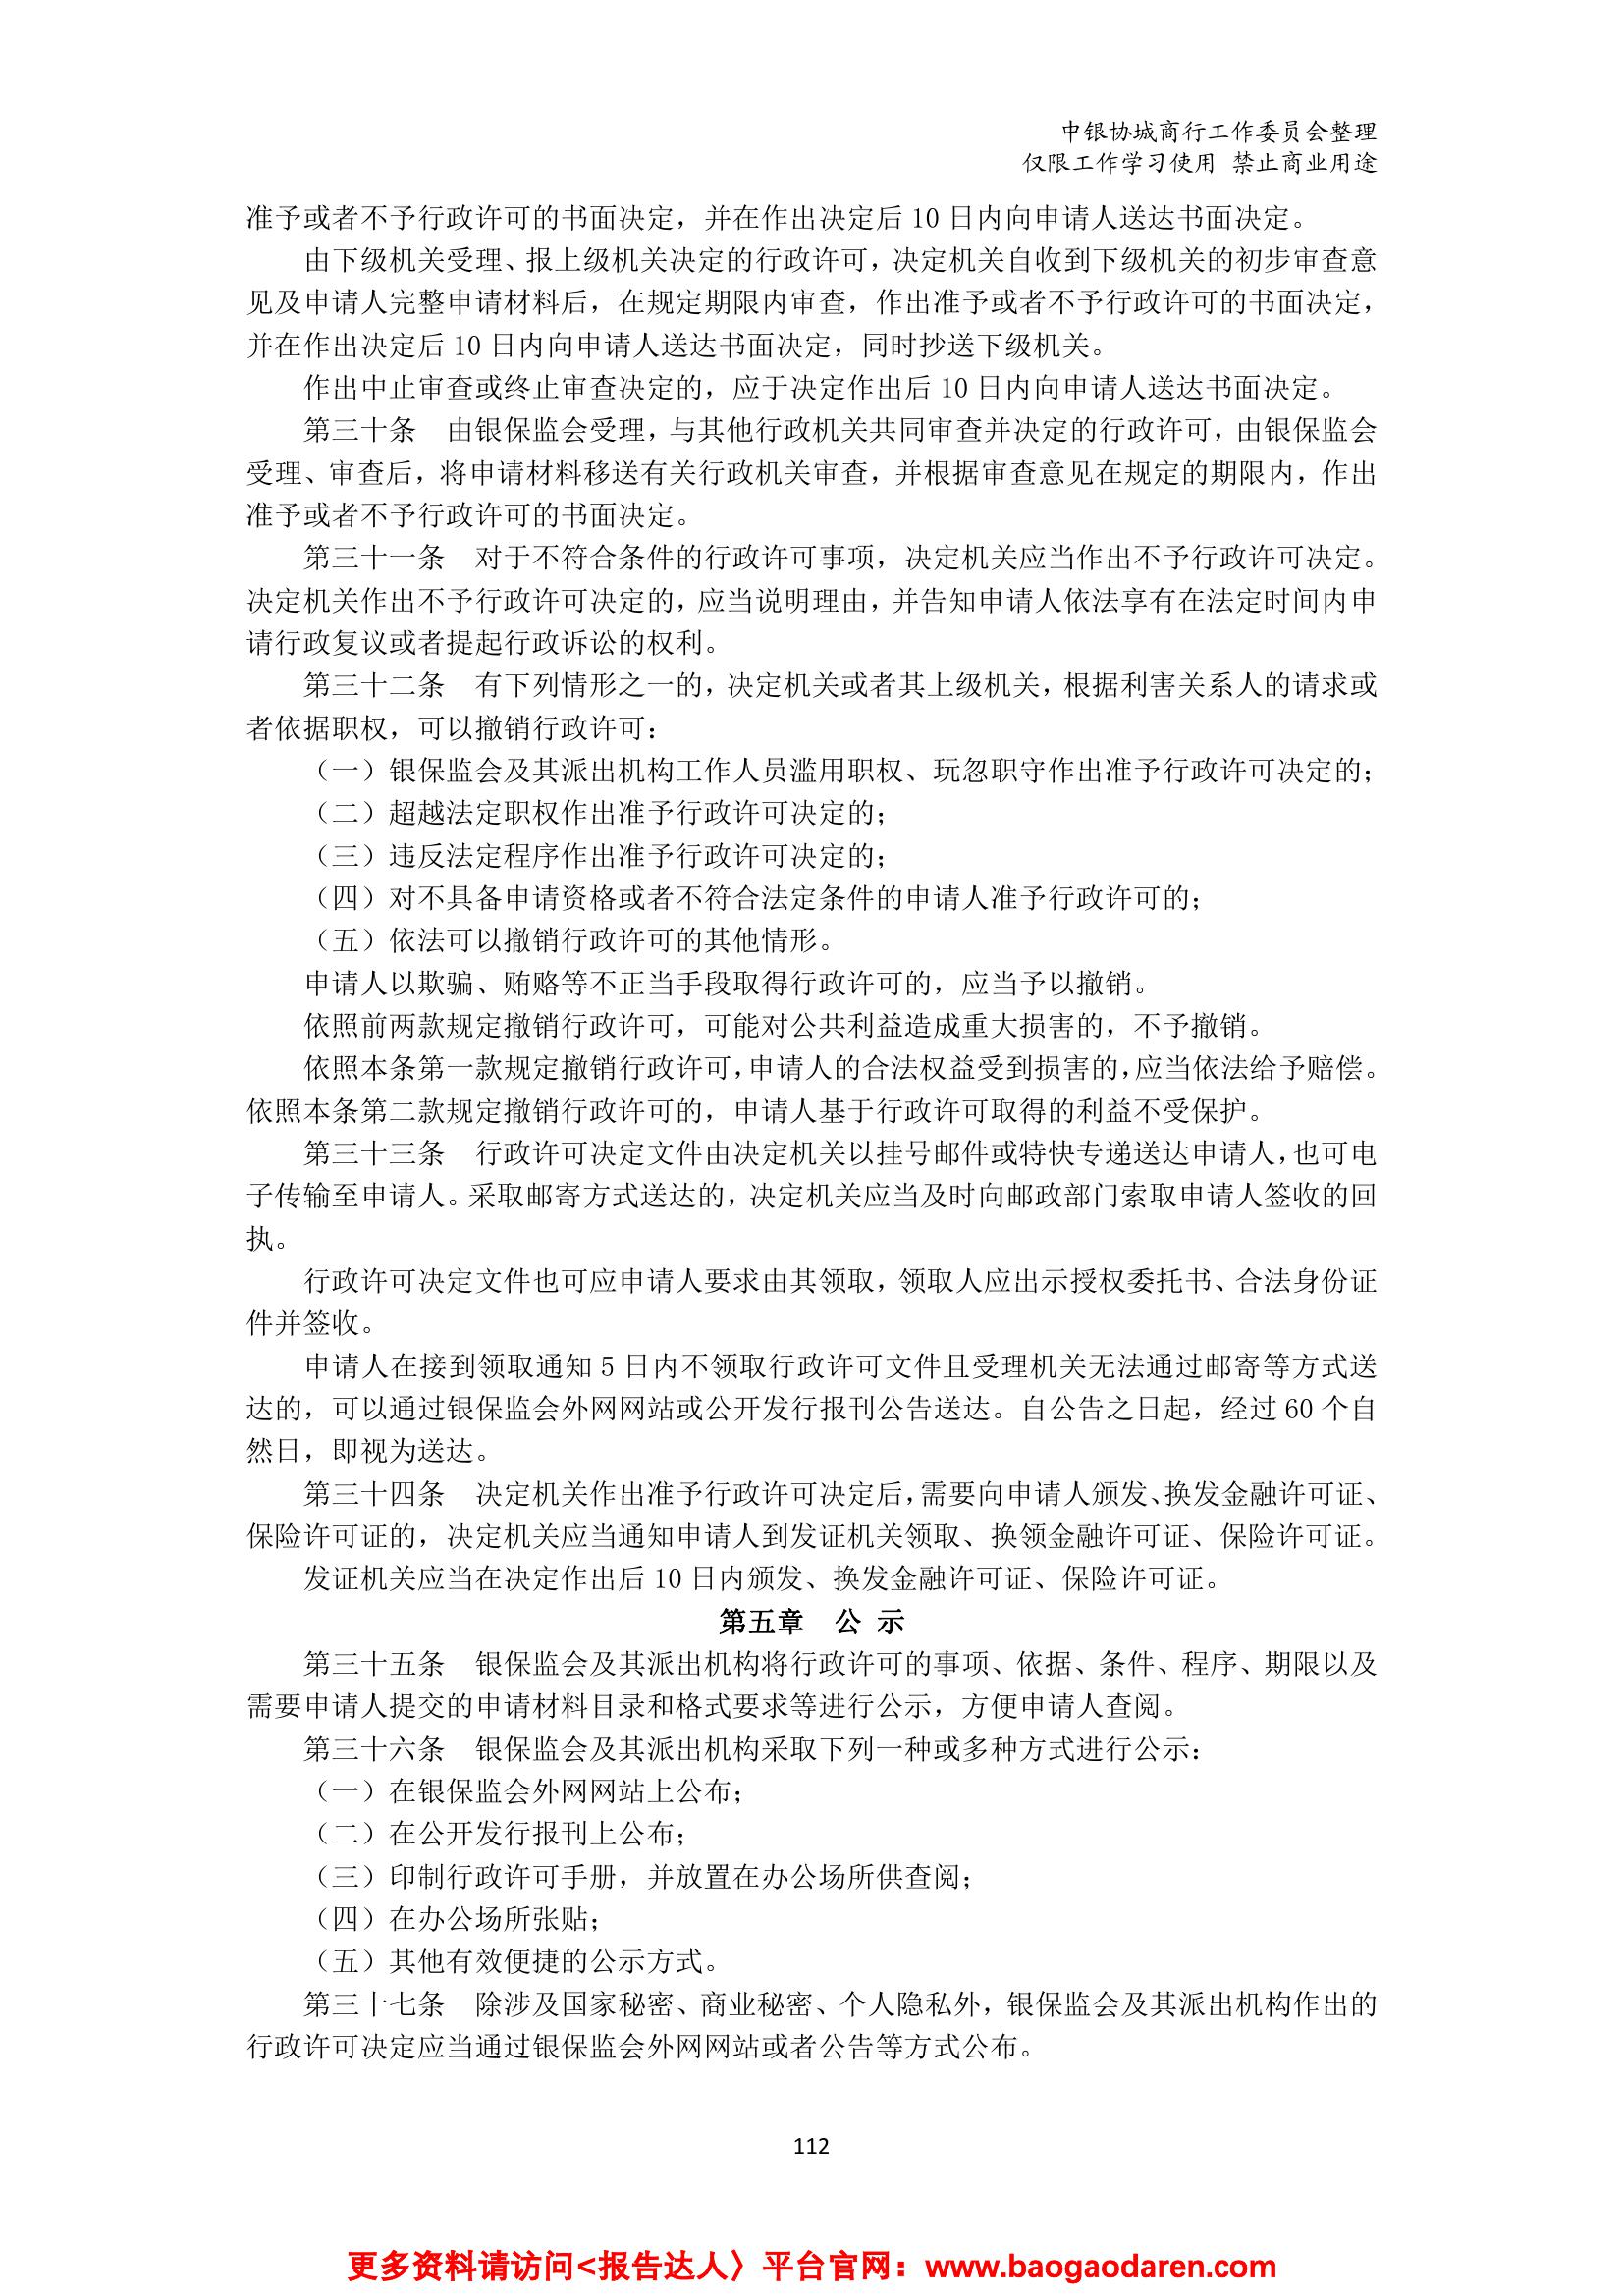 中银协城商行工作委员会整理
仅限工作学习使用 禁止商业用途
准予或者不予行政许可的书面决定，并在作出决定后 10 日内向申请人送达书面决定。
由下级机关受理、报上级机关决定的行政许可，决定机关自收到下级机关的初步审查意
见及申请人完整申请材料后，在规定期限内审查，作出准予或者不予行政许可的书面决定，
并在作出决定后 10 日内向申请人送达书面决定，同时抄送下级机关。
作出中止审查或终止审查决定的，应于决定作出后 10 日内向申请人送达书面决定。
第三十条　由银保监会受理，与其他行政机关共同审查并决定的行政许可，由银保监会
受理、审查后，将申请材料移送有关行政机关审查，并根据审查意见在规定的期限内，作出
准予或者不予行政许可的书面决定。
第三十一条　对于不符合条件的行政许可事项，决定机关应当作出不予行政许可决定。
决定机关作出不予行政许可决定的，应当说明理由，并告知申请人依法享有在法定时间内申
请行政复议或者提起行政诉讼的权利。
第三十二条　有下列情形之一的，决定机关或者其上级机关，根据利害关系人的请求或
者依据职权，可以撤销行政许可：
（一）银保监会及其派出机构工作人员滥用职权、玩忽职守作出准予行政许可决定的；
（二）超越法定职权作出准予行政许可决定的；
（三）违反法定程序作出准予行政许可决定的；
（四）对不具备申请资格或者不符合法定条件的申请人准予行政许可的；
（五）依法可以撤销行政许可的其他情形。
申请人以欺骗、贿赂等不正当手段取得行政许可的，应当予以撤销。
依照前两款规定撤销行政许可，可能对公共利益造成重大损害的，不予撤销。
依照本条第一款规定撤销行政许可，申请人的合法权益受到损害的，应当依法给予赔偿。
依照本条第二款规定撤销行政许可的，申请人基于行政许可取得的利益不受保护。
第三十三条　行政许可决定文件由决定机关以挂号邮件或特快专递送达申请人，也可电
子传输至申请人。采取邮寄方式送达的，决定机关应当及时向邮政部门索取申请人签收的回
执。
行政许可决定文件也可应申请人要求由其领取，领取人应出示授权委托书、合法身份证
件并签收。
申请人在接到领取通知 5 日内不领取行政许可文件且受理机关无法通过邮寄等方式送
达的，可以通过银保监会外网网站或公开发行报刊公告送达。自公告之日起，经过 60 个自
然日，即视为送达。
第三十四条　决定机关作出准予行政许可决定后，需要向申请人颁发、换发金融许可证、
保险许可证的，决定机关应当通知申请人到发证机关领取、换领金融许可证、保险许可证。
发证机关应当在决定作出后 10 日内颁发、换发金融许可证、保险许可证。
第五章　公 示
第三十五条　银保监会及其派出机构将行政许可的事项、依据、条件、程序、期限以及
需要申请人提交的申请材料目录和格式要求等进行公示，方便申请人查阅。
第三十六条　银保监会及其派出机构采取下列一种或多种方式进行公示：
（一）在银保监会外网网站上公布；
（二）在公开发行报刊上公布；
（三）印制行政许可手册，并放置在办公场所供查阅；
（四）在办公场所张贴；
（五）其他有效便捷的公示方式。
第三十七条　除涉及国家秘密、商业秘密、个人隐私外，银保监会及其派出机构作出的
行政许可决定应当通过银保监会外网网站或者公告等方式公布。
112
更多资料请访问<报告达人〉平台官网：www.baogaodaren.com